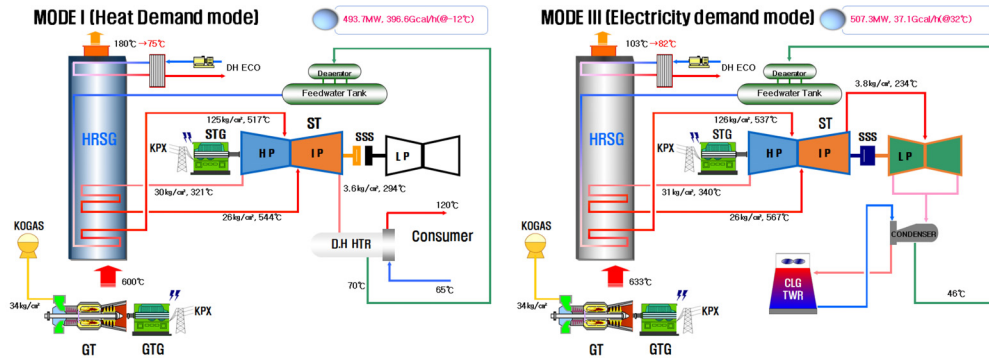 MODE I (Heat Demand mode)
493.7MW, 396.6Gcal/h(@-12℃)
180℃ →75℃
DH ECO
Deaerator
Feedwater Tank
HRSG
125kg/cm², 517℃
ST
KPX
STG
HP
IP
SSS
LP
30kg/cm², 321℃
3.6kg/cm², 294℃
26kg/cm², 544℃
120℃
KOGAS
D.H HTR
Consumer
600℃
70℃
65℃
34kg/cm²
KPX
GT
GTG
MODE III (Electricity demand mode)
507.3MW, 37.1Gcal/h(@32℃)
103℃→82℃
DH ECO
Deaerator
Feedwater Tank
3.8kg/cm², 234℃
HRSG
126kg/cm², 537℃
ST
KPX
STG
HP
IP
SSS
LP
31kg/cm², 340℃
26kg/cm², 567℃
KOGAS
CONDENSER
633℃
CLG
TWR
46℃
34kg/cm²
KPX
GT
GTG